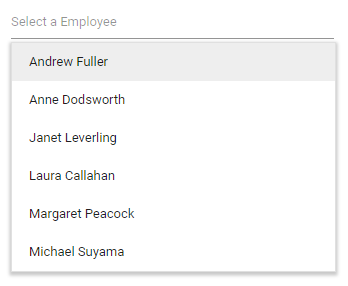 Select a Employee
Andrew Fuller
Anne Dodsworth
Janet Leverling
Laura Callahan
Margaret Peacock
Michael Suyama